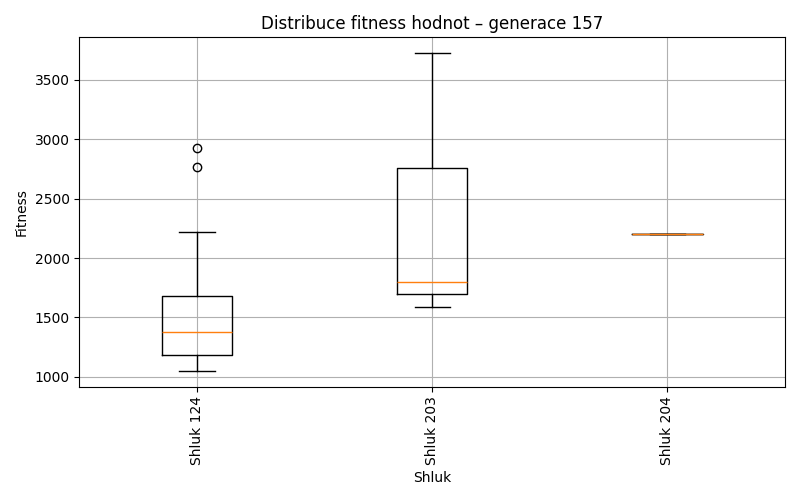 Distribuce fitness hodnot – generace 157
Fitness
3500
3000
2500
2000
1500
1000
Shluk 124
Shluk 203
Shluk 204
Shluk